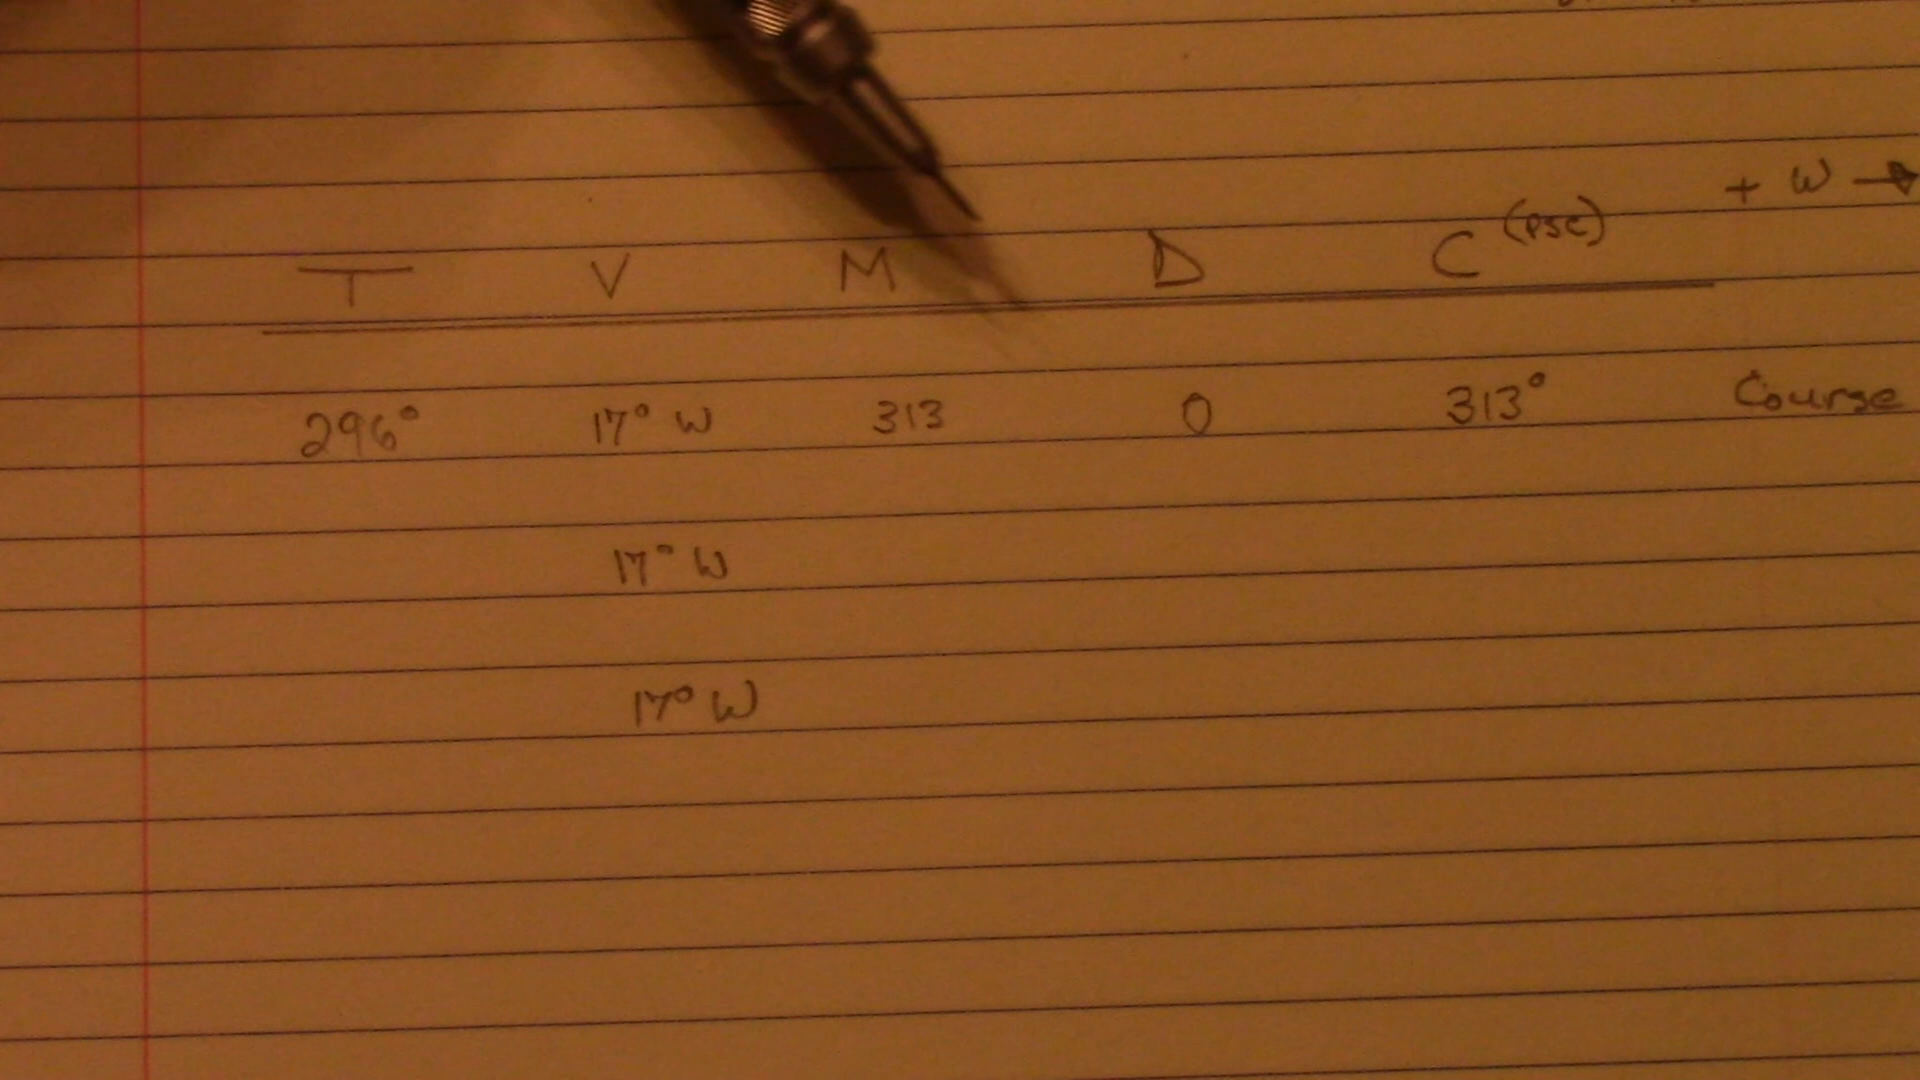 + W →
T V M D C (psc)
296° 17° W 313 0 313° Course
17° W
17° W